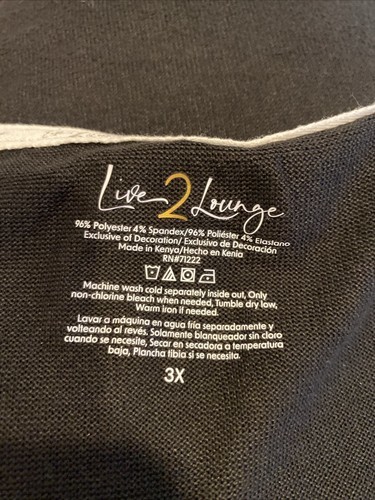 Live 2 Lounge
96% Polyester 4% Spandex/96% Poliéster 4% Elastano
Exclusive of Decoration/ Exclusivo de Decoración
Made in Kenya/Hecho en Kenia
RN#71222
Machine wash cold separately inside out, Only
non-chlorine bleach when needed, Tumble dry low,
Warm iron if needed.
Lavar a máquina en agua fría separadamente y
volteando al revés. Solamente blanqueador sin cloro
cuando se necesite, Secar en secadora a temperatura
baja, Plancha tibia si se necesita.
3X